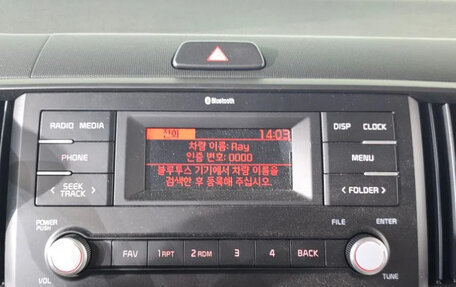 Bluetooth
RADIO MEDIA
PHONE
SEEK
TRACK
전화 14:03
차량 이름: Ray
인증 번호: 0000
블루투스 기기에서 차량 이름을
검색한 후 등록해 주십시오.
DISP CLOCK
MENU
FOLDER
POWER
PUSH
VOL
FAV 1 RPT 2 RDM 3 4 BACK
FILE ENTER
TUNE